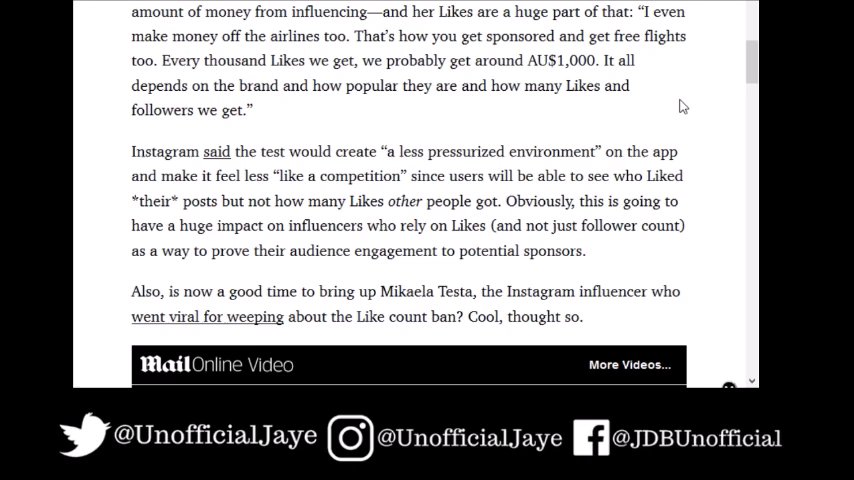 amount of money from influencing—and her Likes are a huge part of that: “I even
make money off the airlines too. That’s how you get sponsored and get free flights
too. Every thousand Likes we get, we probably get around AU$1,000. It all
depends on the brand and how popular they are and how many Likes and
followers we get.”
Instagram said the test would create “a less pressurized environment” on the app
and make it feel less “like a competition” since users will be able to see who Liked
*their* posts but not how many Likes other people got. Obviously, this is going to
have a huge impact on influencers who rely on Likes (and not just follower count)
as a way to prove their audience engagement to potential sponsors.
Also, is now a good time to bring up Mikaela Testa, the Instagram influencer who
went viral for weeping about the Like count ban? Cool, thought so.
Mail Online Video More Videos...
@UnofficialJaye @UnofficialJaye @JDBUnofficial